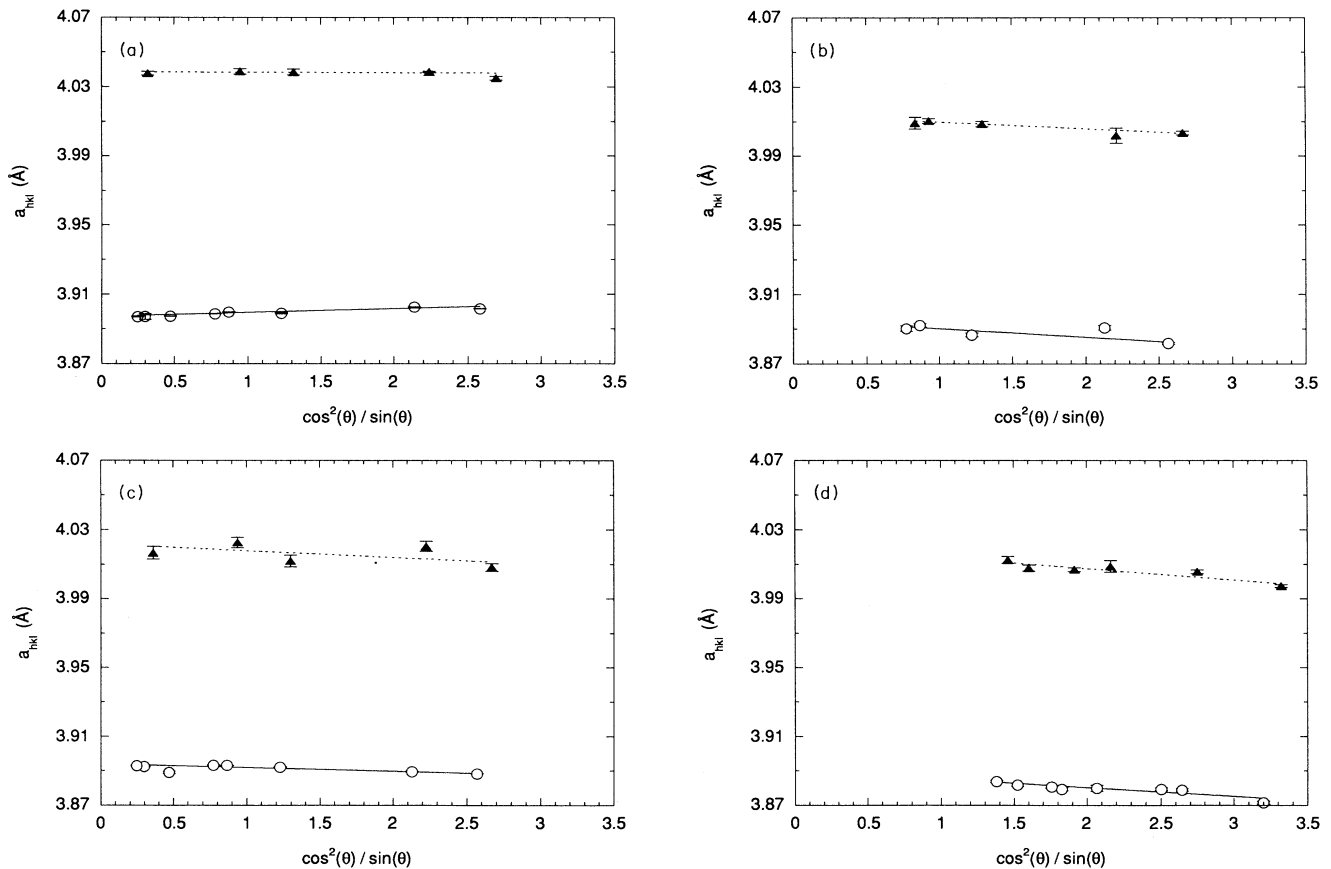 (a)
4.07
4.03
3.99
3.95
3.91
3.87
a_hkl (Å)
0 0.5 1 1.5 2 2.5 3 3.5
cos²(θ) / sin(θ)
(b)
4.07
4.03
3.99
3.95
3.91
3.87
a_hkl (Å)
0 0.5 1 1.5 2 2.5 3 3.5
cos²(θ) / sin(θ)
(c)
4.07
4.03
3.99
3.95
3.91
3.87
a_hkl (Å)
0 0.5 1 1.5 2 2.5 3 3.5
cos²(θ) / sin(θ)
(d)
4.07
4.03
3.99
3.95
3.91
3.87
a_hkl (Å)
0 0.5 1 1.5 2 2.5 3 3.5
cos²(θ) / sin(θ)